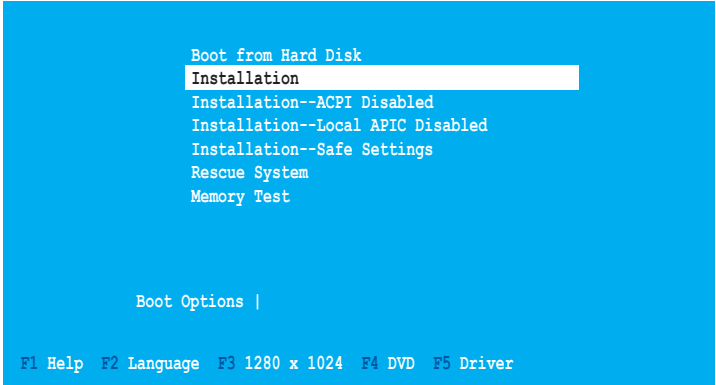 Boot from Hard Disk
Installation
Installation--ACPI Disabled
Installation--Local APIC Disabled
Installation--Safe Settings
Rescue System
Memory Test
Boot Options |
F1 Help F2 Language F3 1280 x 1024 F4 DVD F5 Driver